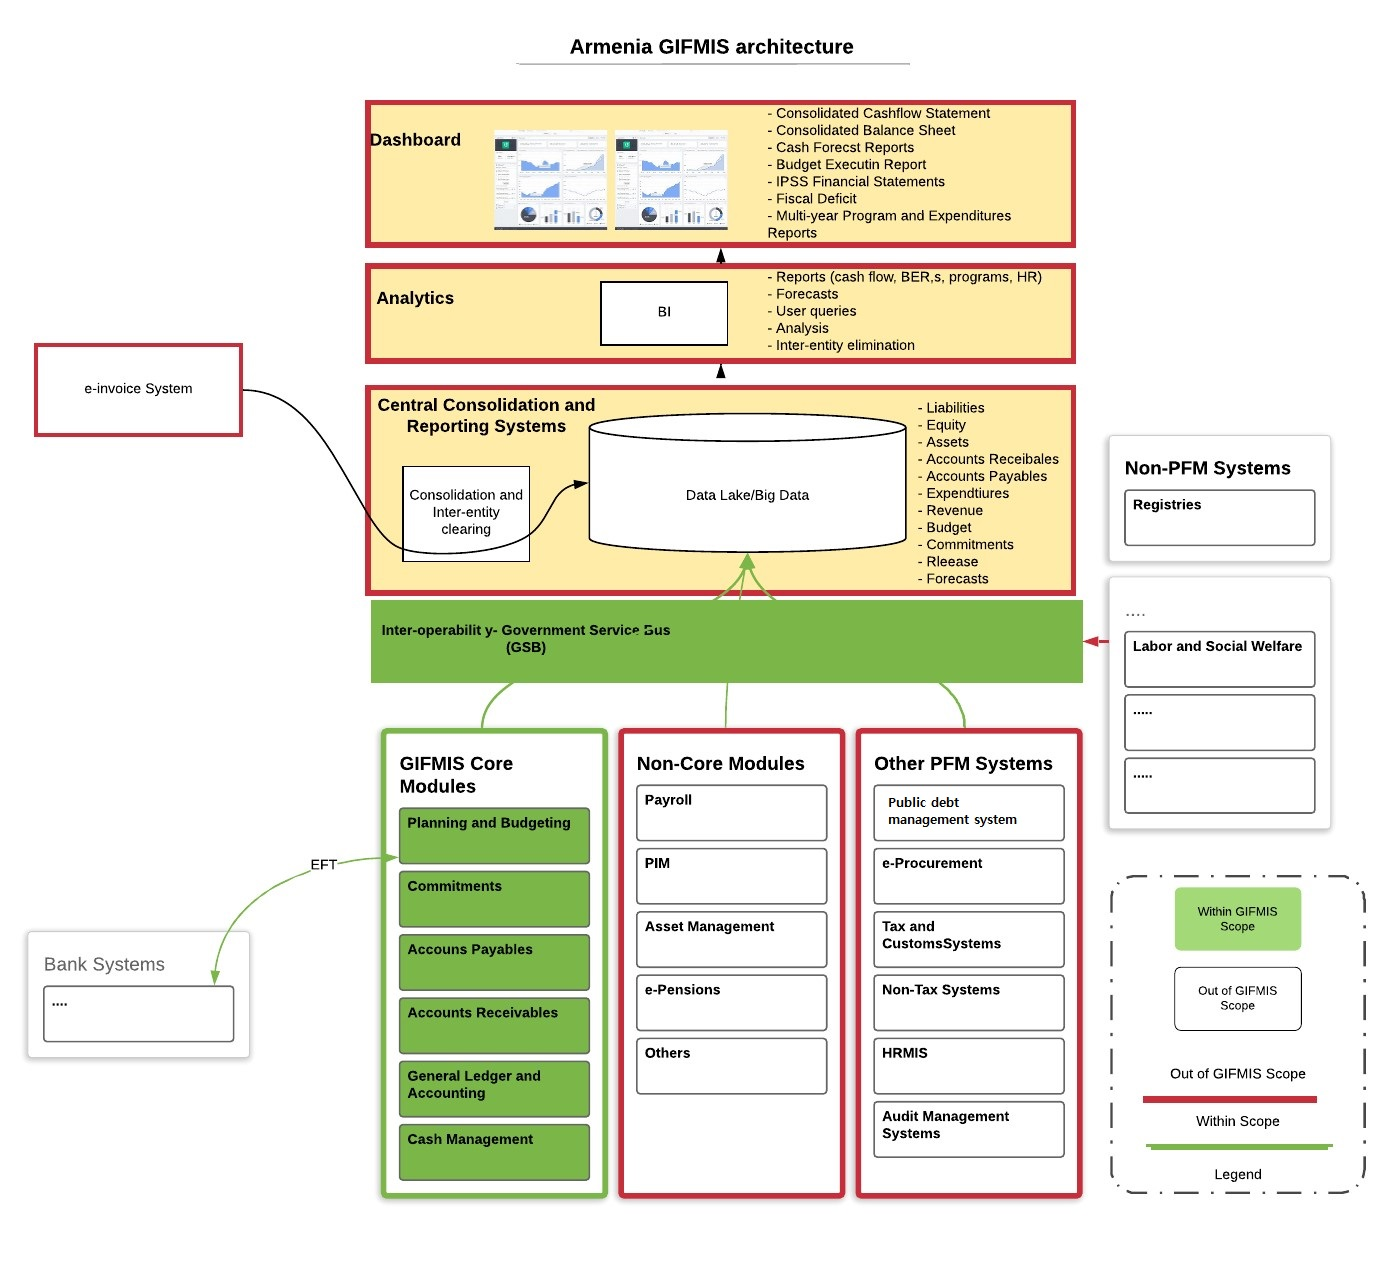 Armenia GIFMIS architecture
Dashboard
- Consolidated Cashflow Statement
- Consolidated Balance Sheet
- Cash Forecst Reports
- Budget Executin Report
- IPSS Financial Statements
- Fiscal Deficit
- Multi-year Program and Expenditures
Reports
Analytics
BI
- Reports (cash flow, BER,s, programs, HR)
- Forecasts
- User queries
- Analysis
- Inter-entity elimination
e-invoice System
Central Consolidation and
Reporting Systems
Consolidation and
Inter-entity
clearing
Data Lake/Big Data
- Liabilities
- Equity
- Assets
- Accounts Receibales
- Accounts Payables
- Expendtiures
- Revenue
- Budget
- Commitments
- Rleease
- Forecasts
Non-PFM Systems
Registries
....
Labor and Social Welfare
.....
.....
Inter-operabilit y- Government Service Bus
(GSB)
GIFMIS Core
Modules
Planning and Budgeting
Commitments
Accouns Payables
Accounts Receivables
General Ledger and
Accounting
Cash Management
Non-Core Modules
Payroll
PIM
Asset Management
e-Pensions
Others
Other PFM Systems
Public debt
management system
e-Procurement
Tax and
CustomsSystems
Non-Tax Systems
HRMIS
Audit Management
Systems
EFT
Bank Systems
....
Within GIFMIS
Scope
Out of GIFMIS
Scope
Out of GIFMIS Scope
Within Scope
Legend